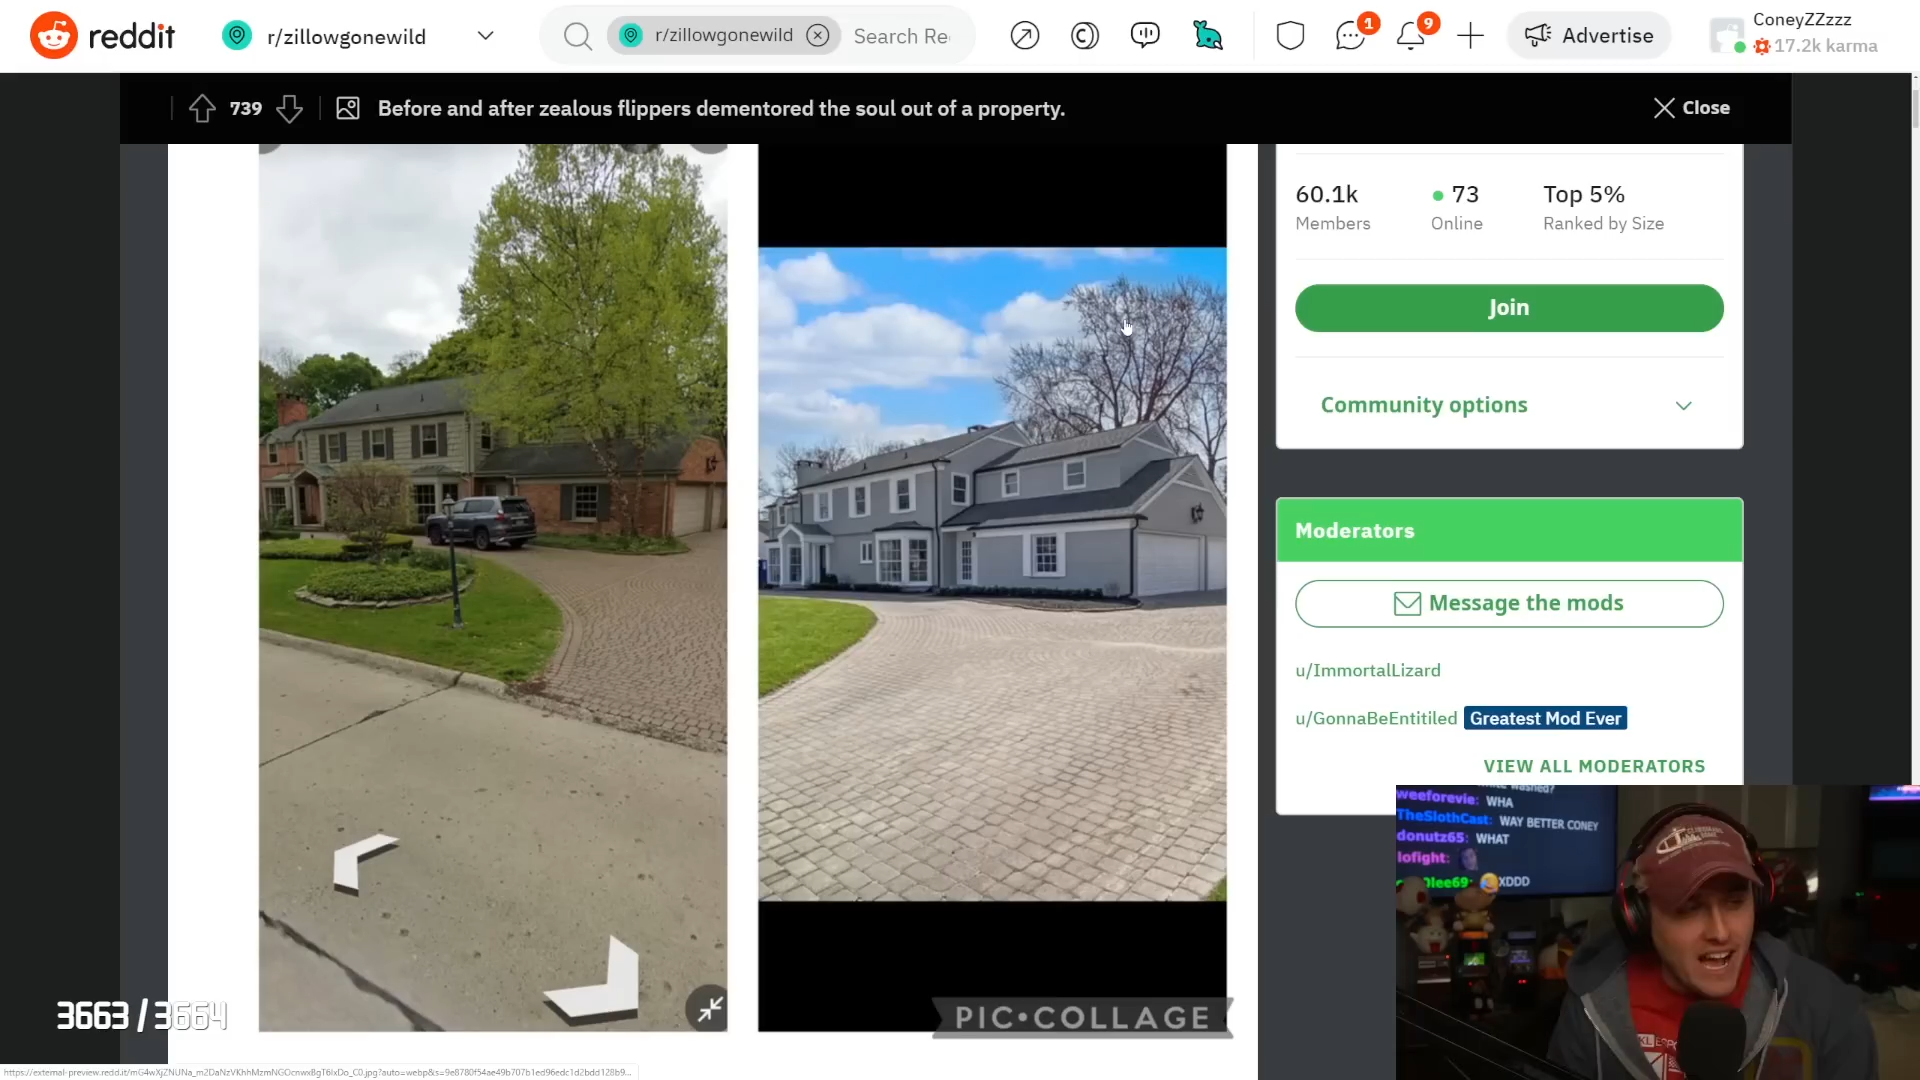 reddit
r/zillowgonewild
r/zillowgonewild
Search Re
1
9
Advertise
ConeyZZzzz
17.2k karma
739
Before and after zealous flippers dementored the soul out of a property.
Close
60.1k
Members
73
Online
Top 5%
Ranked by Size
Join
Community options
Moderators
Message the mods
u/ImmortalLizard
u/GonnaBeEntitiled Greatest Mod Ever
VIEW ALL MODERATORS
weeforevie: WHA
TheSlothCast: WAY BETTER CONEY
donutz65: WHAT
lofight:
lee69: XDDD
3663 / 3664
PIC•COLLAGE